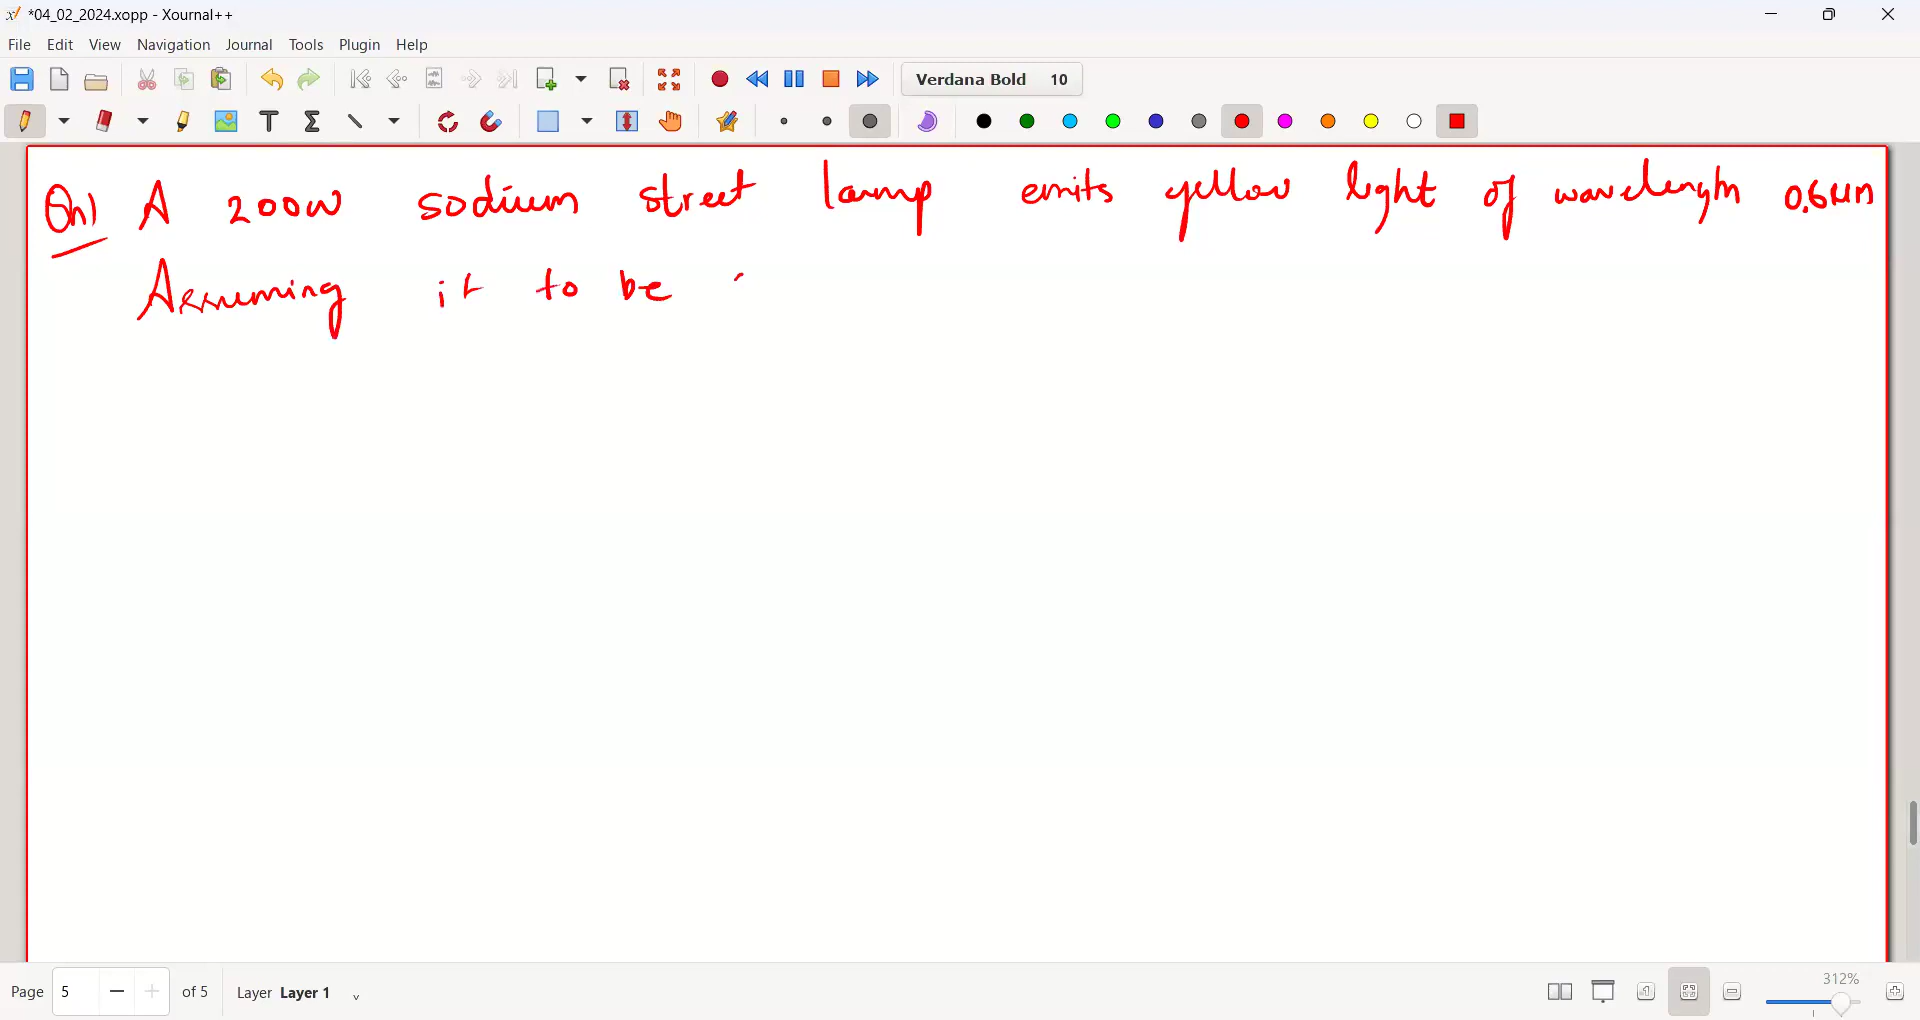 *04_02_2024.xopp - Xournal++
File Edit View Navigation Journal Tools Plugin Help
Verdana Bold 10
Qn) A 200W sodium street lamp emits yellow light of wavelength 0.6μm
Assuming it to be
Page 5 of 5 Layer Layer 1
312%